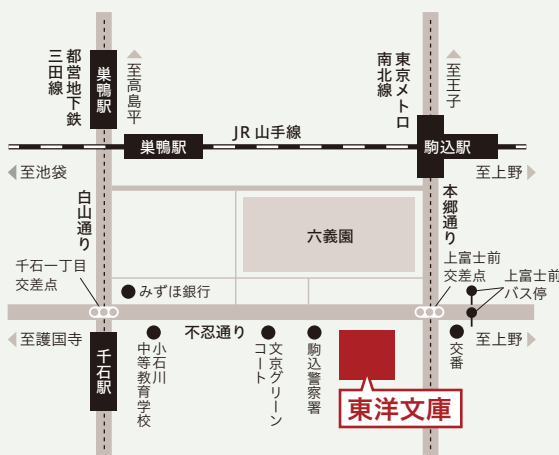 都営地下鉄
三田線
巣鴨駅
至高島平
東京メトロ
南北線
至王子
JR 山手線
巣鴨駅
駒込駅
至池袋
至上野
白山通り
本郷通り
六義園
千石一丁目
交差点
上富士前
交差点
上富士前
バス停
みずほ銀行
至護国寺
不忍通り
至上野
千石駅
小石川
中等教育学校
文京グリーン
コート
駒込警察署
交番
東洋文庫